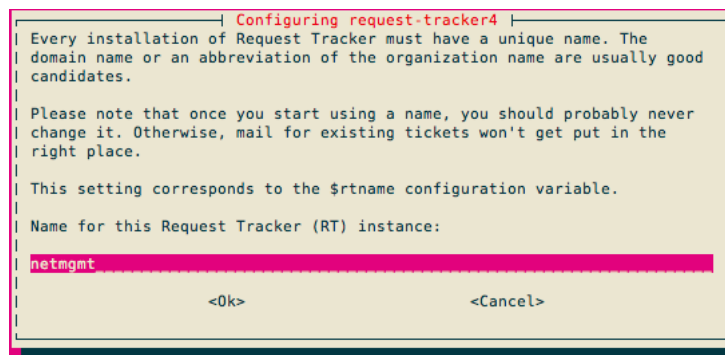 Configuring request-tracker4
Every installation of Request Tracker must have a unique name. The
domain name or an abbreviation of the organization name are usually good
candidates.
Please note that once you start using a name, you should probably never
change it. Otherwise, mail for existing tickets won't get put in the
right place.
This setting corresponds to the $rtname configuration variable.
Name for this Request Tracker (RT) instance:
netmgmt
<Ok> <Cancel>